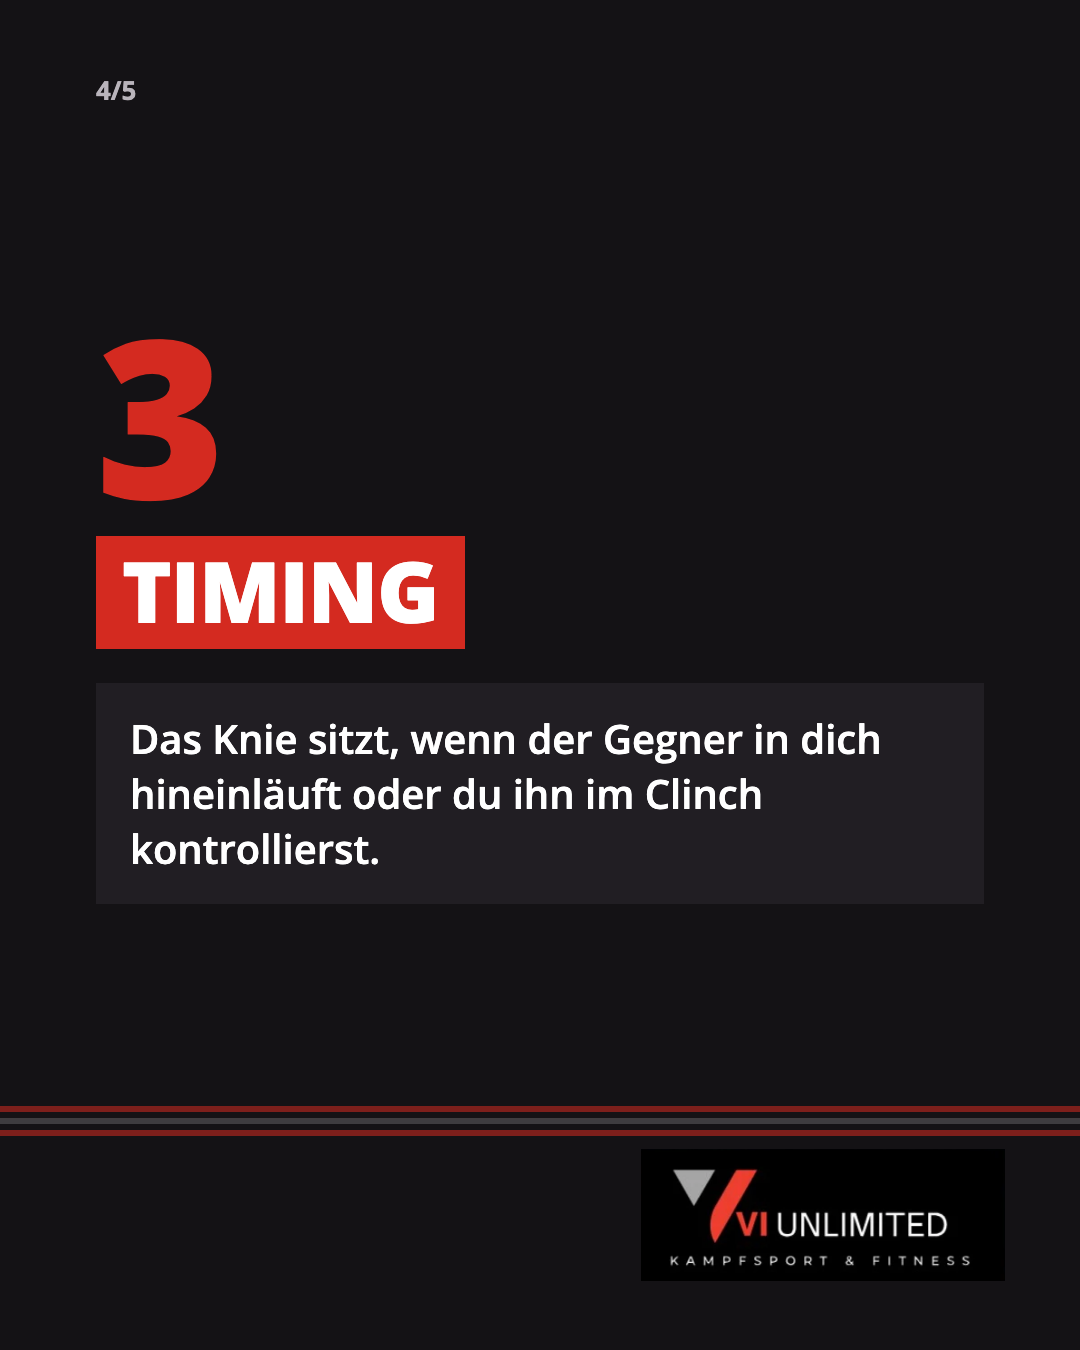 4/5
3
TIMING
Das Knie sitzt, wenn der Gegner in dich
hineinläuft oder du ihn im Clinch
kontrollierst.
VI UNLIMITED
KAMPFSPORT & FITNESS